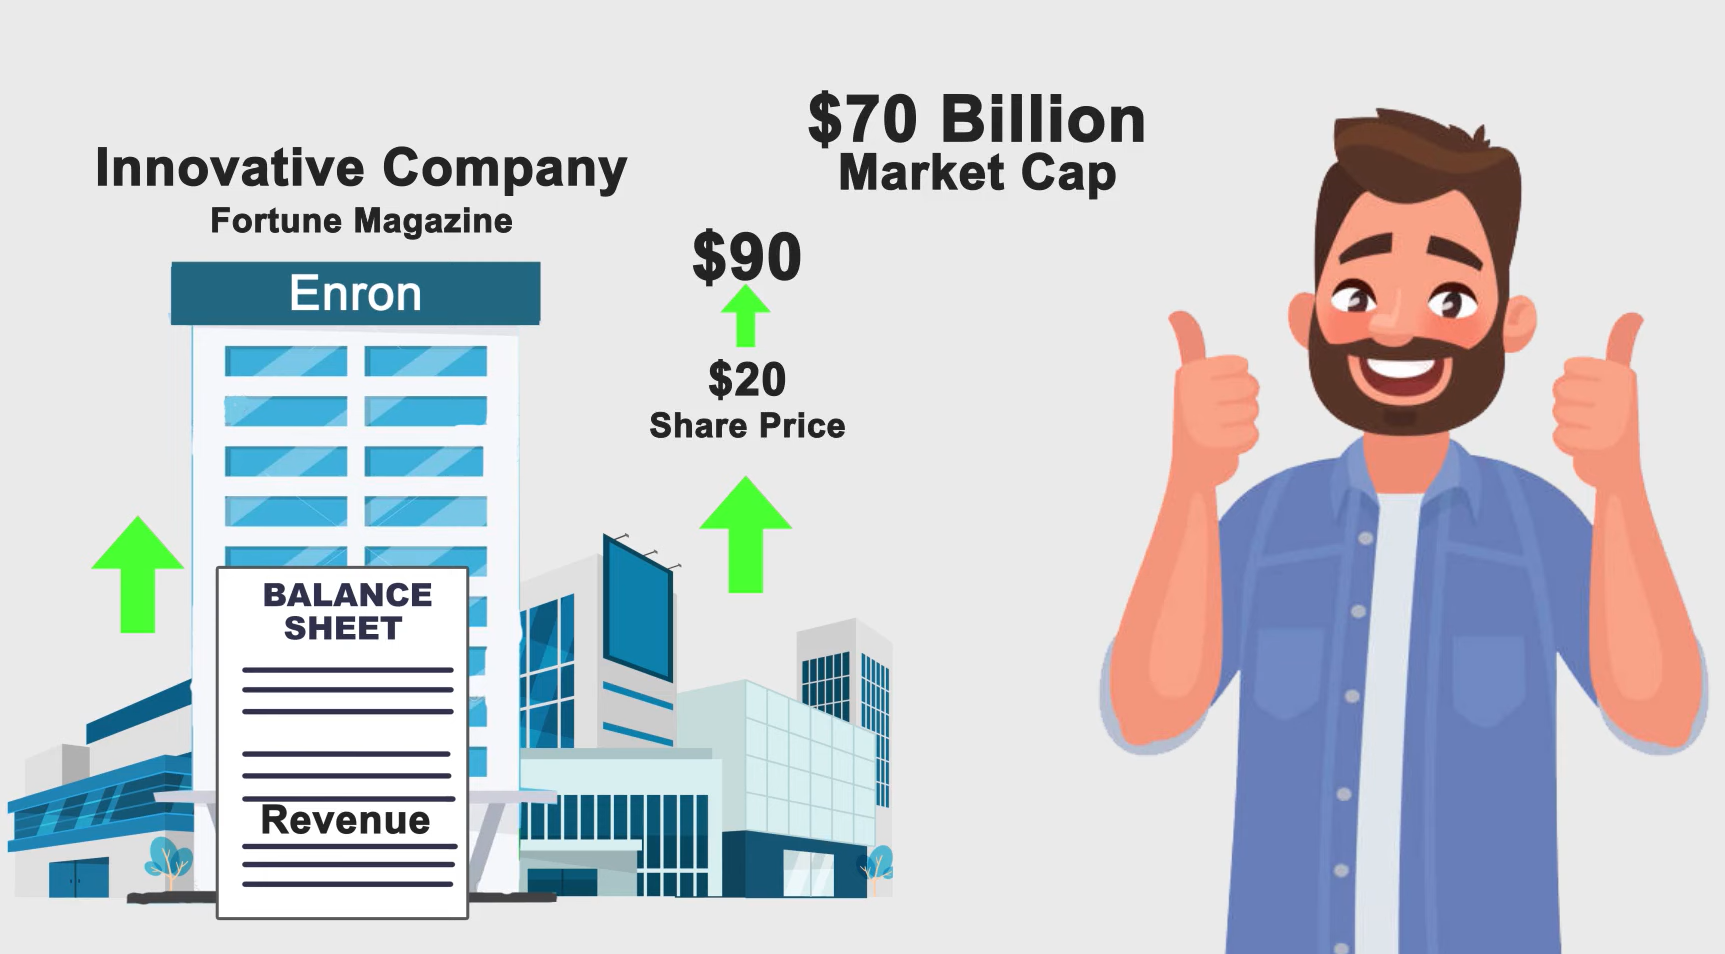 $70 Billion
Market Cap
Innovative Company
Fortune Magazine
$90
Enron
$20
Share Price
BALANCE
SHEET
Revenue